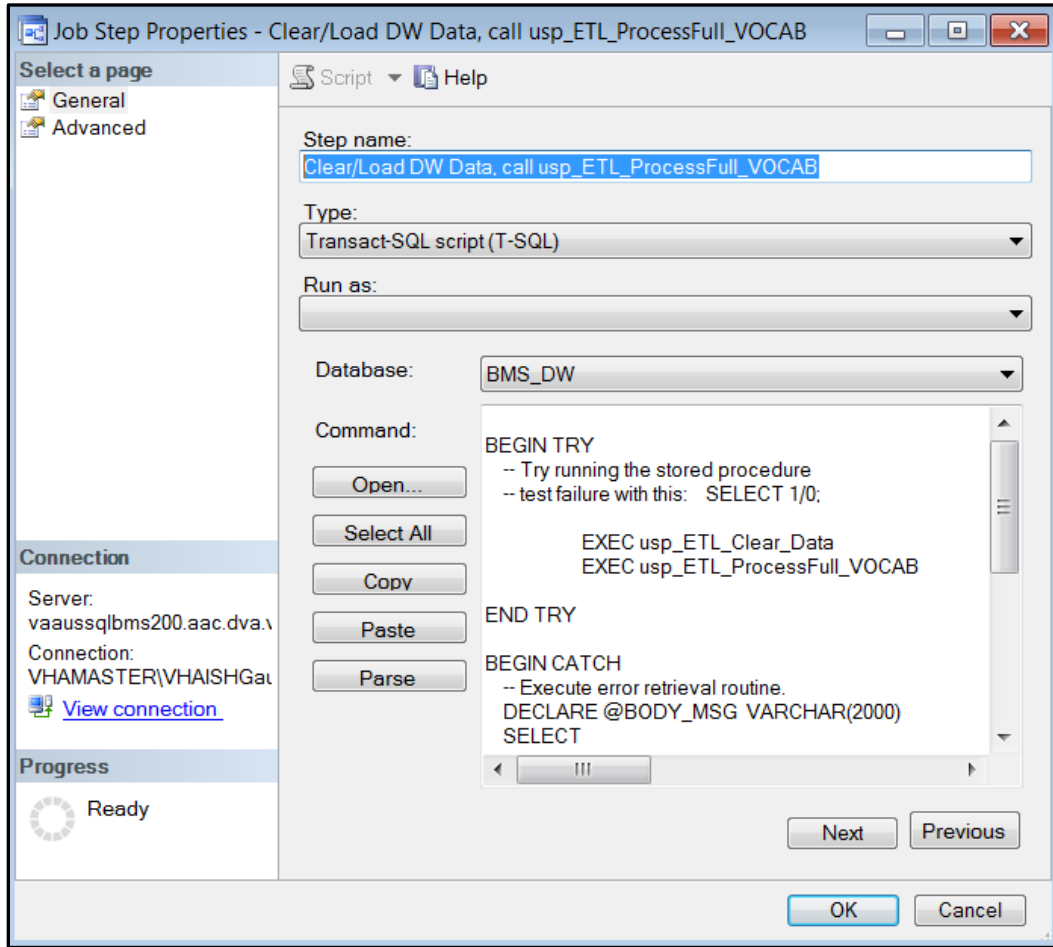 Job Step Properties - Clear/Load DW Data, call usp_ETL_ProcessFull_VOCAB
Select a page
General
Advanced
Script
Help
Step name:
Clear/Load DW Data, call usp_ETL_ProcessFull_VOCAB
Type:
Transact-SQL script (T-SQL)
Run as:
Database:
BMS_DW
Command:
Open...
Select All
Copy
Paste
Parse
BEGIN TRY
-- Try running the stored procedure
-- test failure with this: SELECT 1/0;
EXEC usp_ETL_Clear_Data
EXEC usp_ETL_ProcessFull_VOCAB
END TRY
BEGIN CATCH
-- Execute error retrieval routine.
DECLARE @BODY_MSG VARCHAR(2000)
SELECT
Connection
Server:
vaaussqlbms200.aac.dva.v
Connection:
VHAMASTER\VHAISHGau
View connection
Progress
Ready
Next
Previous
OK
Cancel